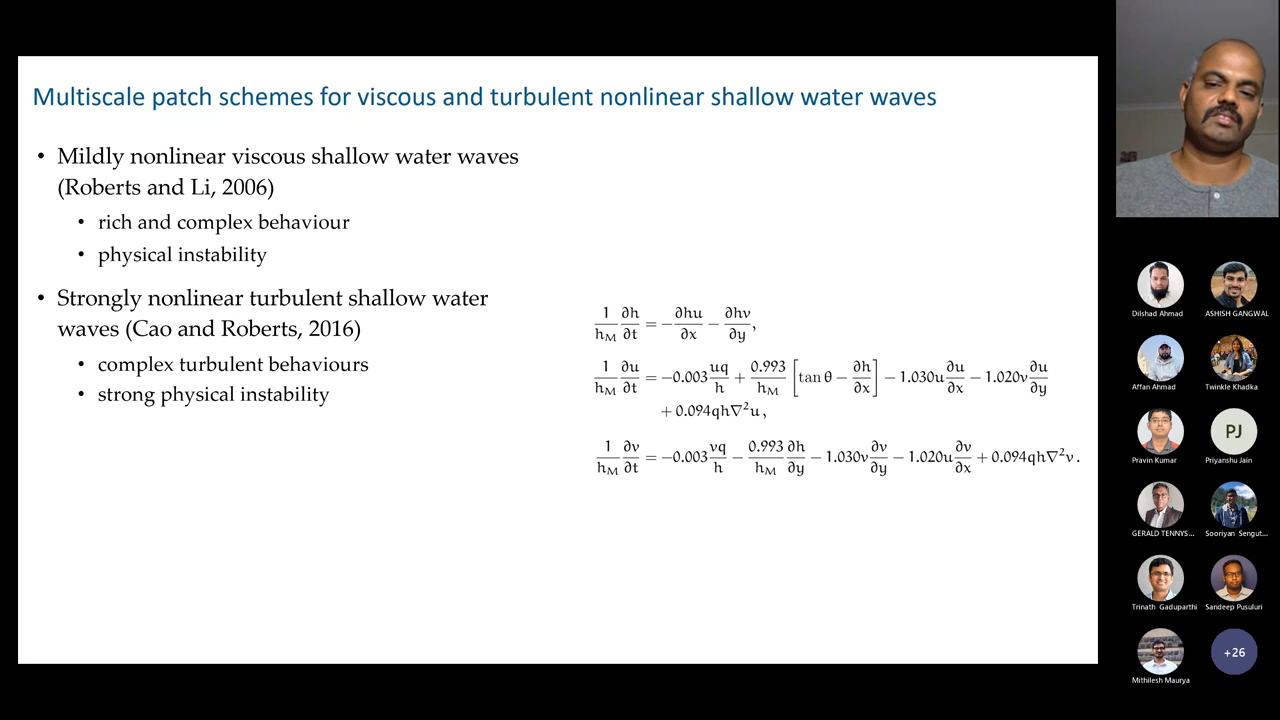 Multiscale patch schemes for viscous and turbulent nonlinear shallow water waves
• Mildly nonlinear viscous shallow water waves
(Roberts and Li, 2006)
• rich and complex behaviour
• physical instability
• Strongly nonlinear turbulent shallow water
waves (Cao and Roberts, 2016)
• complex turbulent behaviours
• strong physical instability
1/h_M ∂h/∂t = −∂hu/∂x − ∂hv/∂y,
1/h_M ∂u/∂t = −0.003 uq/h + 0.993/h_M [tan θ − ∂h/∂x] − 1.030u ∂u/∂x − 1.020v ∂u/∂y
+ 0.094qh∇²u,
1/h_M ∂v/∂t = −0.003 vq/h − 0.993/h_M ∂h/∂y − 1.030v ∂v/∂y − 1.020u ∂v/∂x + 0.094qh∇²v.
Dilshad Ahmad
ASHISH GANGWAL
Affan Ahmad
Twinkle Khadka
PJ
Pravin Kumar
Priyanshu Jain
GERALD TENNYS...
Sooriyan Sengut...
Trinath Gaduparthi
Sandeep Pusuluri
+26
Mithilesh Maurya